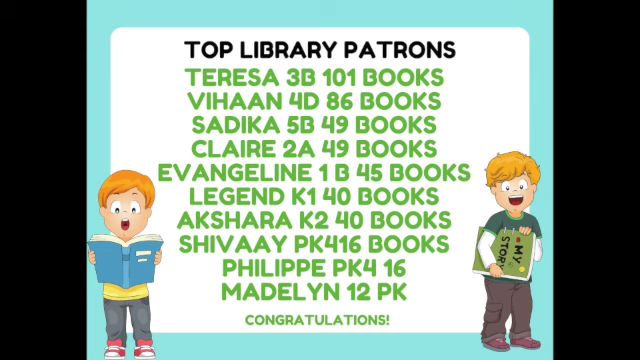 TOP LIBRARY PATRONS
TERESA 3B 101 BOOKS
VIHAAN 4D 86 BOOKS
SADIKA 5B 49 BOOKS
CLAIRE 2A 49 BOOKS
EVANGELINE 1 B 45 BOOKS
LEGEND K1 40 BOOKS
AKSHARA K2 40 BOOKS
SHIVAAY PK416 BOOKS
PHILIPPE PK4 16
MADELYN 12 PK
CONGRATULATIONS!
MY STORY